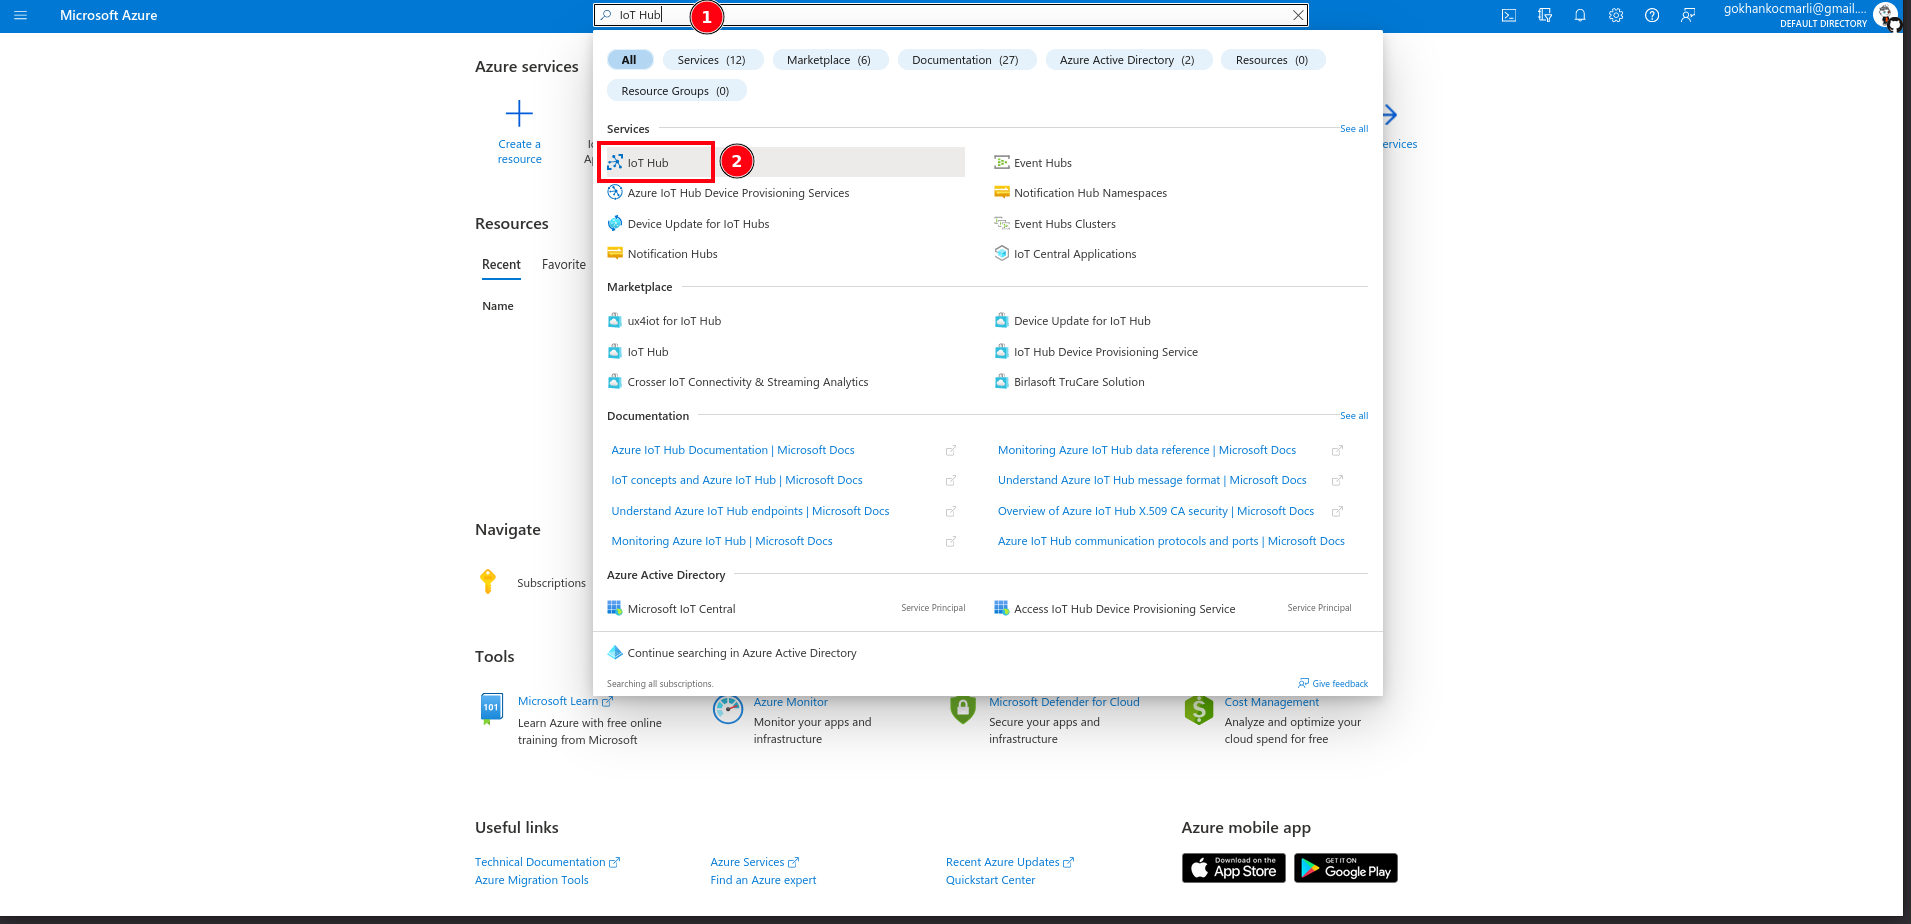 Microsoft Azure
IoT Hub
1
gokhankocmarli@gmail....
DEFAULT DIRECTORY
All
Services (12)
Marketplace (6)
Documentation (27)
Azure Active Directory (2)
Resources (0)
Resource Groups (0)
Azure services
Create a
resource
Services
See all
ervices
IoT Hub
2
Event Hubs
Azure IoT Hub Device Provisioning Services
Notification Hub Namespaces
Device Update for IoT Hubs
Event Hubs Clusters
Notification Hubs
IoT Central Applications
Resources
Recent
Favorite
Name
Marketplace
ux4iot for IoT Hub
Device Update for IoT Hub
IoT Hub
IoT Hub Device Provisioning Service
Crosser IoT Connectivity & Streaming Analytics
Birlasoft TruCare Solution
Documentation
See all
Azure IoT Hub Documentation | Microsoft Docs
Monitoring Azure IoT Hub data reference | Microsoft Docs
IoT concepts and Azure IoT Hub | Microsoft Docs
Understand Azure IoT Hub message format | Microsoft Docs
Understand Azure IoT Hub endpoints | Microsoft Docs
Overview of Azure IoT Hub X.509 CA security | Microsoft Docs
Monitoring Azure IoT Hub | Microsoft Docs
Azure IoT Hub communication protocols and ports | Microsoft Docs
Azure Active Directory
Microsoft IoT Central
Service Principal
Access IoT Hub Device Provisioning Service
Service Principal
Continue searching in Azure Active Directory
Searching all subscriptions.
Give feedback
Navigate
Subscriptions
Tools
101
Microsoft Learn
Learn Azure with free online
training from Microsoft
Azure Monitor
Monitor your apps and
infrastructure
Microsoft Defender for Cloud
Secure your apps and
infrastructure
Cost Management
Analyze and optimize your
cloud spend for free
Useful links
Technical Documentation
Azure Services
Recent Azure Updates
Azure Migration Tools
Find an Azure expert
Quickstart Center
Azure mobile app
Download on the
App Store
GET IT ON
Google Play